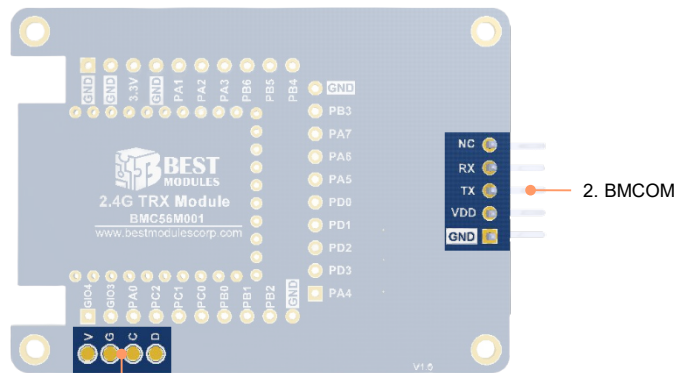 GND GND 3.3V GND PA1 PA2 PA3 PB6 PB5 PB4
GND
PB3
PA7
PA6
PA5
PD0
PD1
PD2
PD3
PA4
BEST
MODULES
2.4G TRX Module
BMC56M001
www.bestmodulescorp.com
NC
RX
TX
VDD
GND
2. BMCOM
GIO4 GIO3 PA0 PC2 PC1 PC0 PB0 PB1 PB2 GND
V G C D
V1.0